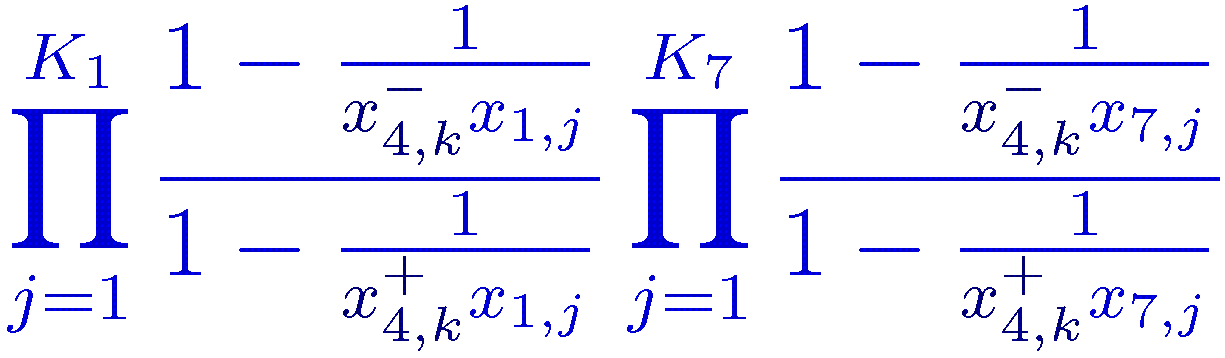 \prod_{j=1}^{K_1} \frac{1 - \frac{1}{x_{4,k}^{-} x_{1,j}}}{1 - \frac{1}{x_{4,k}^{+} x_{1,j}}} \prod_{j=1}^{K_7} \frac{1 - \frac{1}{x_{4,k}^{-} x_{7,j}}}{1 - \frac{1}{x_{4,k}^{+} x_{7,j}}}